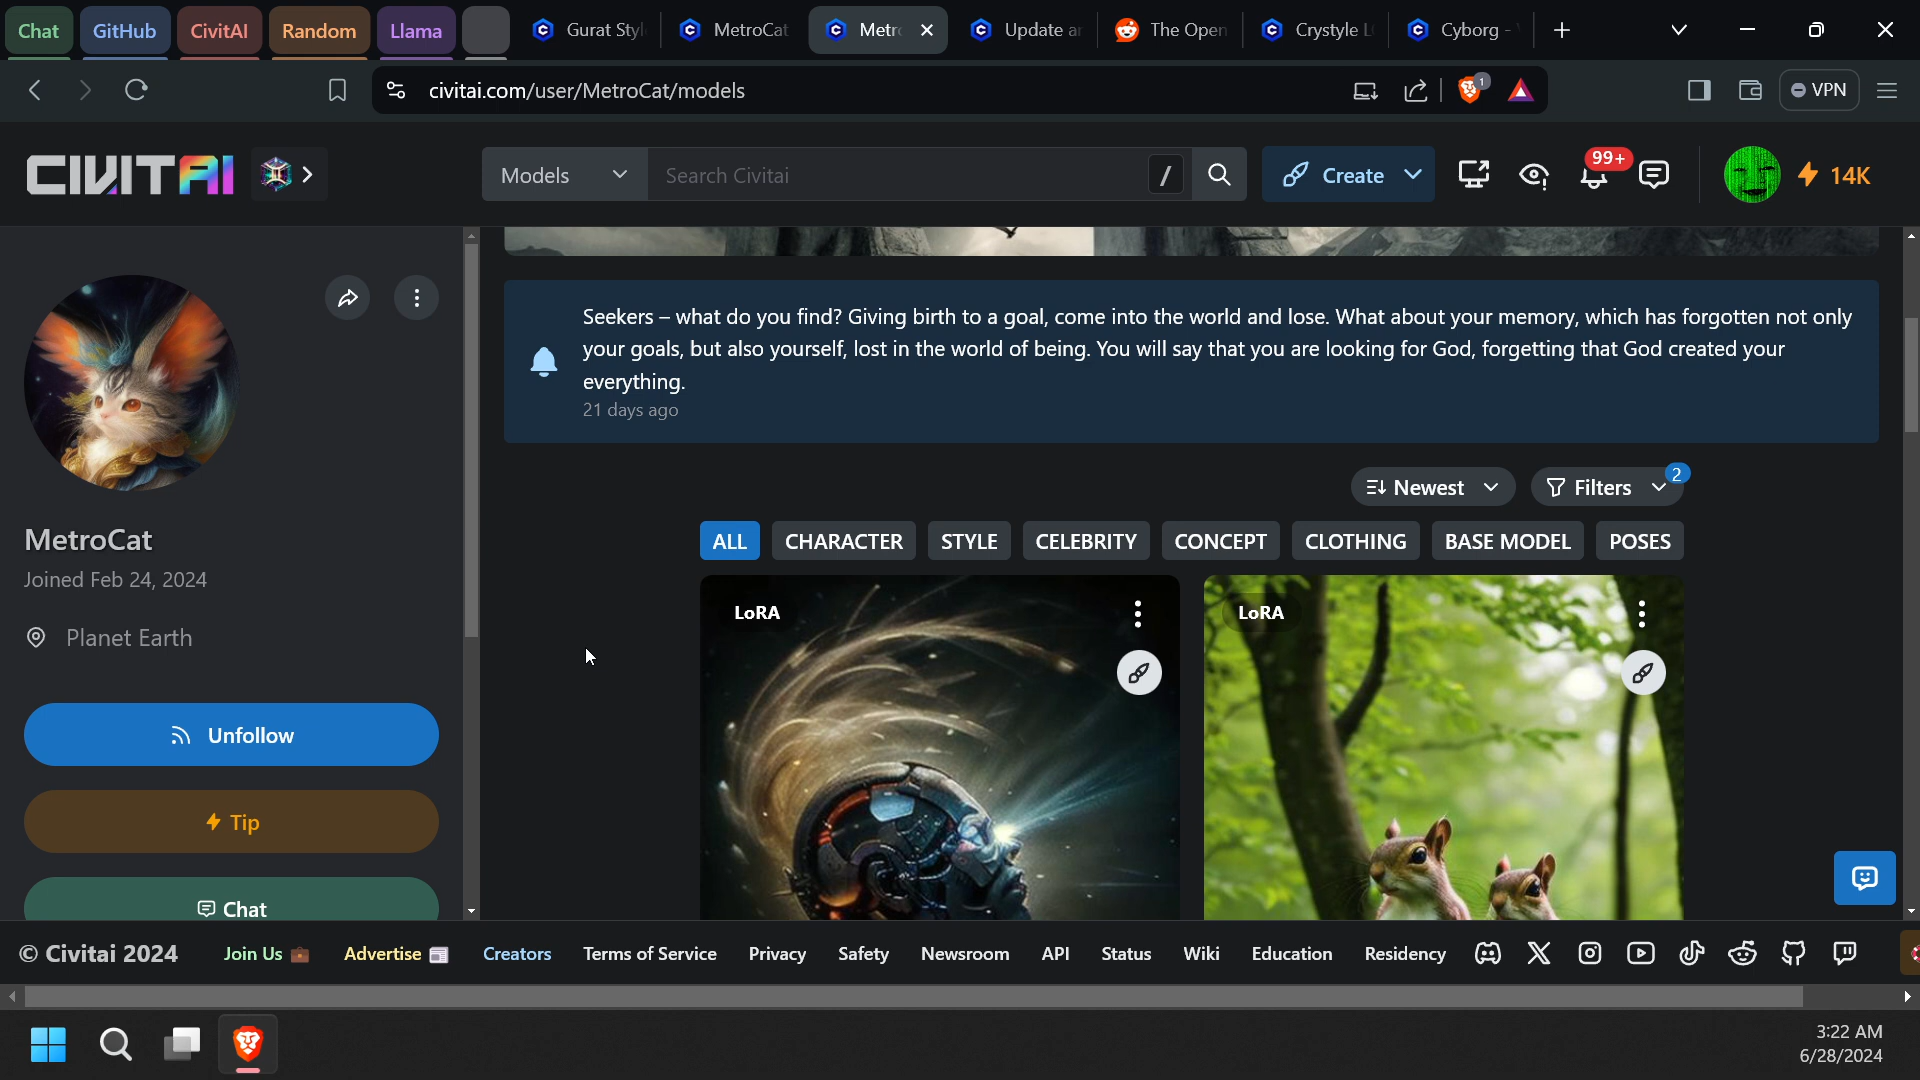 Chat GitHub CivitAI Random Llama Gurat Styl MetroCat Metr Update ar The Open Crystyle L Cyborg -
civitai.com/user/MetroCat/models 1 VPN
CIVITAI Models Search Civitai / Create 99+ 14K
Seekers – what do you find? Giving birth to a goal, come into the world and lose. What about your memory, which has forgotten not only
your goals, but also yourself, lost in the world of being. You will say that you are looking for God, forgetting that God created your
everything.
21 days ago
MetroCat
Joined Feb 24, 2024
Planet Earth
Unfollow
Tip
Chat
Newest Filters 2
ALL CHARACTER STYLE CELEBRITY CONCEPT CLOTHING BASE MODEL POSES
LoRA LoRA
© Civitai 2024 Join Us Advertise Creators Terms of Service Privacy Safety Newsroom API Status Wiki Education Residency
3:22 AM
6/28/2024